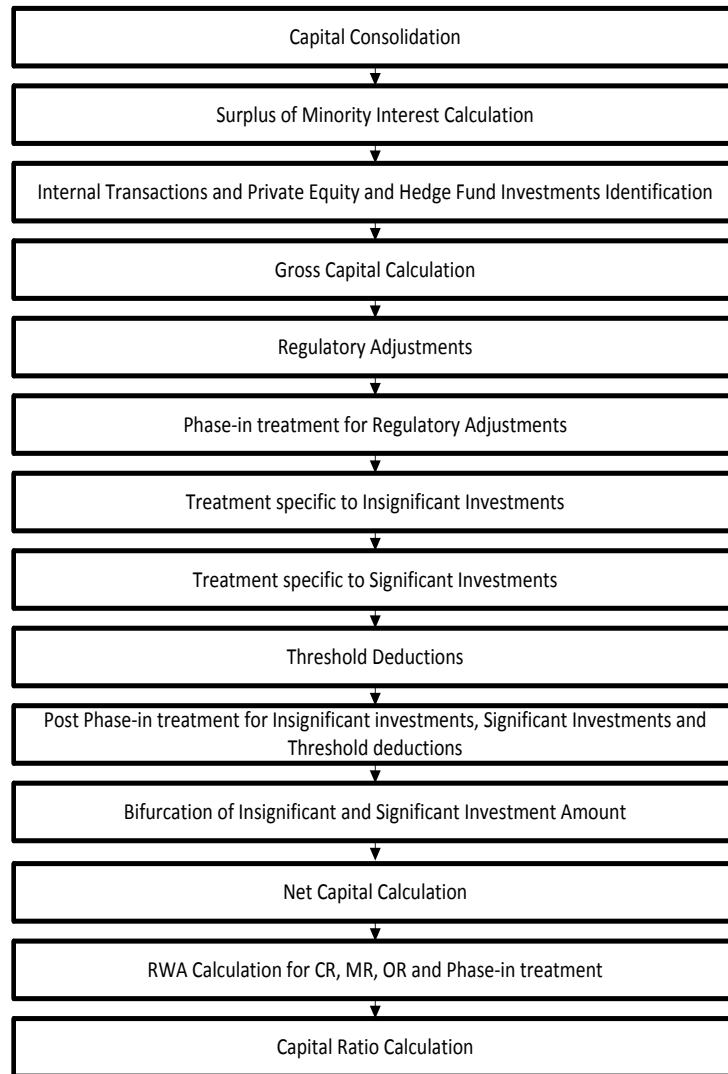 Capital Consolidation
Surplus of Minority Interest Calculation
Internal Transactions and Private Equity and Hedge Fund Investments Identification
Gross Capital Calculation
Regulatory Adjustments
Phase-in treatment for Regulatory Adjustments
Treatment specific to Insignificant Investments
Treatment specific to Significant Investments
Threshold Deductions
Post Phase-in treatment for Insignificant investments, Significant Investments and
Threshold deductions
Bifurcation of Insignificant and Significant Investment Amount
Net Capital Calculation
RWA Calculation for CR, MR, OR and Phase-in treatment
Capital Ratio Calculation